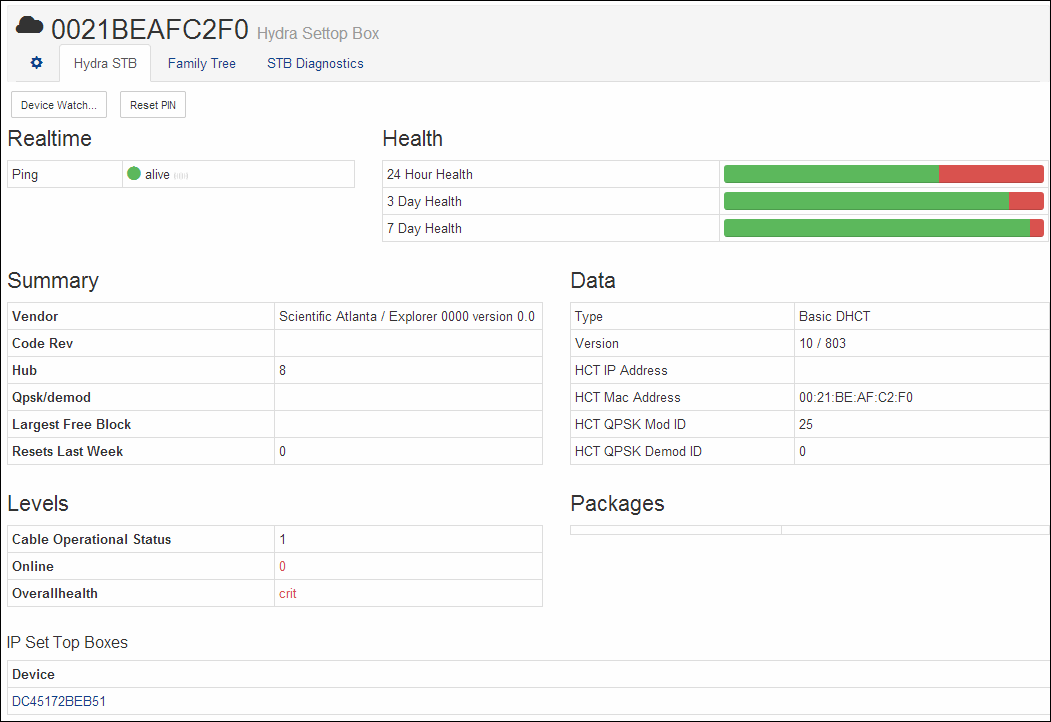 0021BEAFC2F0 Hydra Settop Box
Hydra STB Family Tree STB Diagnostics
Device Watch... Reset PIN
Realtime
Ping alive
Health
24 Hour Health
3 Day Health
7 Day Health
Summary
Vendor Scientific Atlanta / Explorer 0000 version 0.0
Code Rev
Hub 8
Qpsk/demod
Largest Free Block
Resets Last Week 0
Data
Type Basic DHCT
Version 10 / 803
HCT IP Address
HCT Mac Address 00:21:BE:AF:C2:F0
HCT QPSK Mod ID 25
HCT QPSK Demod ID 0
Levels
Cable Operational Status 1
Online 0
Overallhealth crit
Packages
IP Set Top Boxes
Device
DC45172BEB51